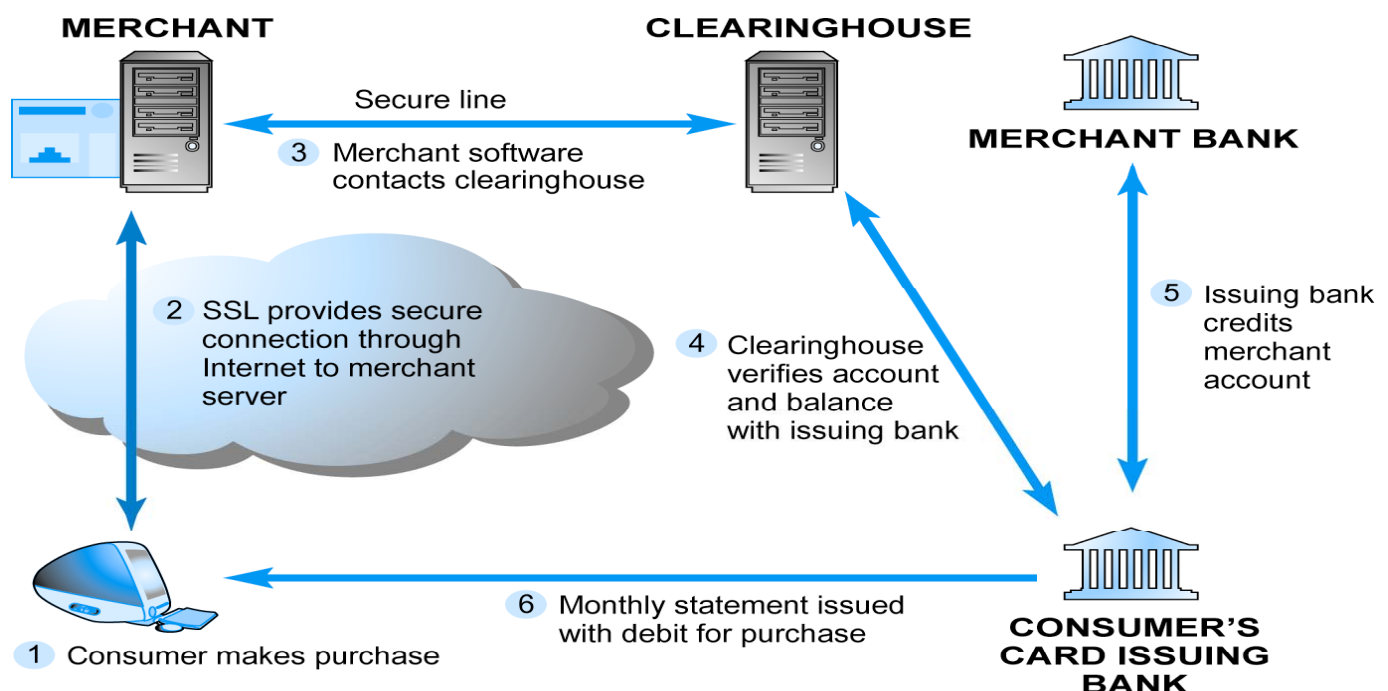 MERCHANT
CLEARINGHOUSE
MERCHANT BANK
Secure line
3 Merchant software
contacts clearinghouse
2 SSL provides secure
connection through
Internet to merchant
server
4 Clearinghouse
verifies account
and balance
with issuing bank
5 Issuing bank
credits
merchant
account
6 Monthly statement issued
with debit for purchase
1 Consumer makes purchase
CONSUMER'S
CARD ISSUING
BANK